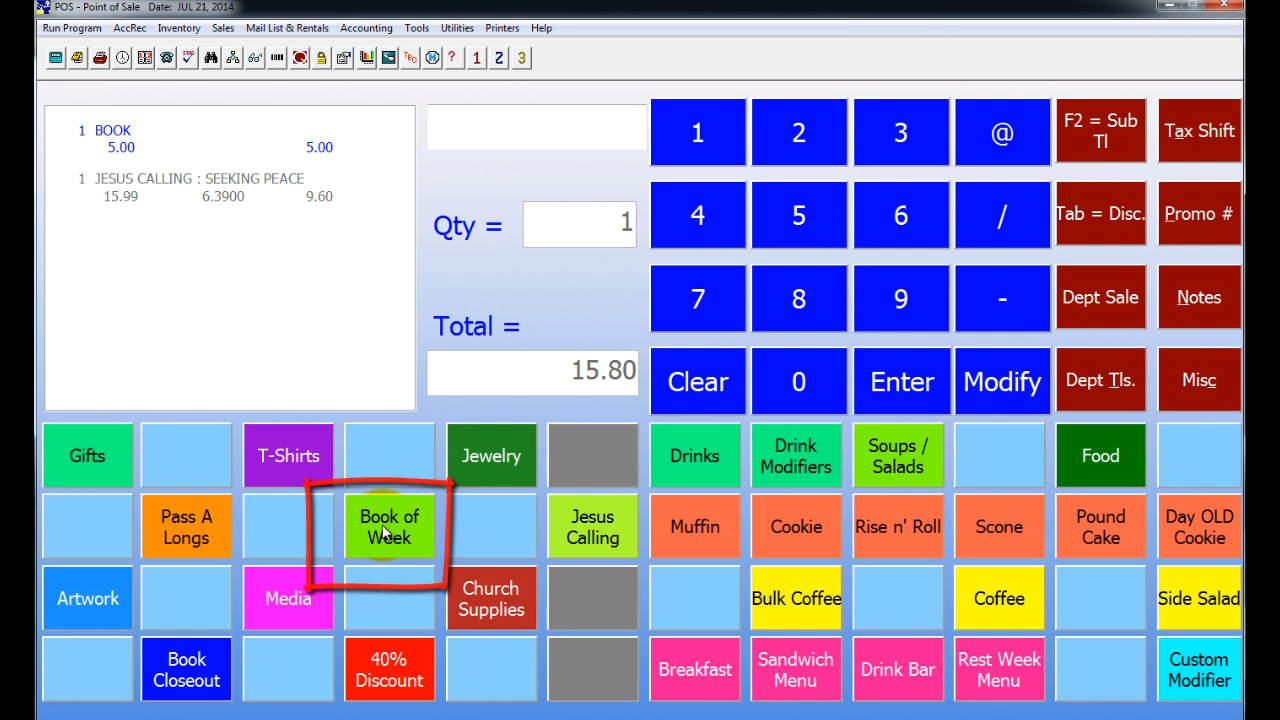 POS - Point of Sale   Date:  JUL 21, 2014
Run Program   AccRec   Inventory   Sales   Mail List & Rentals   Accounting   Tools   Utilities   Printers   Help
? 1 2 3
1 BOOK
5.00 5.00
1 JESUS CALLING : SEEKING PEACE
15.99 6.3900 9.60
Qty = 1
Total =
15.80
1 2 3 @
4 5 6 /
7 8 9 -
Clear 0 Enter Modify
F2 = Sub
Tl
Tax Shift
Tab = Disc.
Promo #
Dept Sale
Notes
Dept Tls.
Misc
Gifts
T-Shirts
Jewelry
Drinks
Drink
Modifiers
Soups /
Salads
Food
Pass A
Longs
Book of
Week
Jesus
Calling
Muffin
Cookie
Rise n' Roll
Scone
Pound
Cake
Day OLD
Cookie
Artwork
Media
Church
Supplies
Bulk Coffee
Coffee
Side Salad
Book
Closeout
40%
Discount
Breakfast
Sandwich
Menu
Drink Bar
Rest Week
Menu
Custom
Modifier